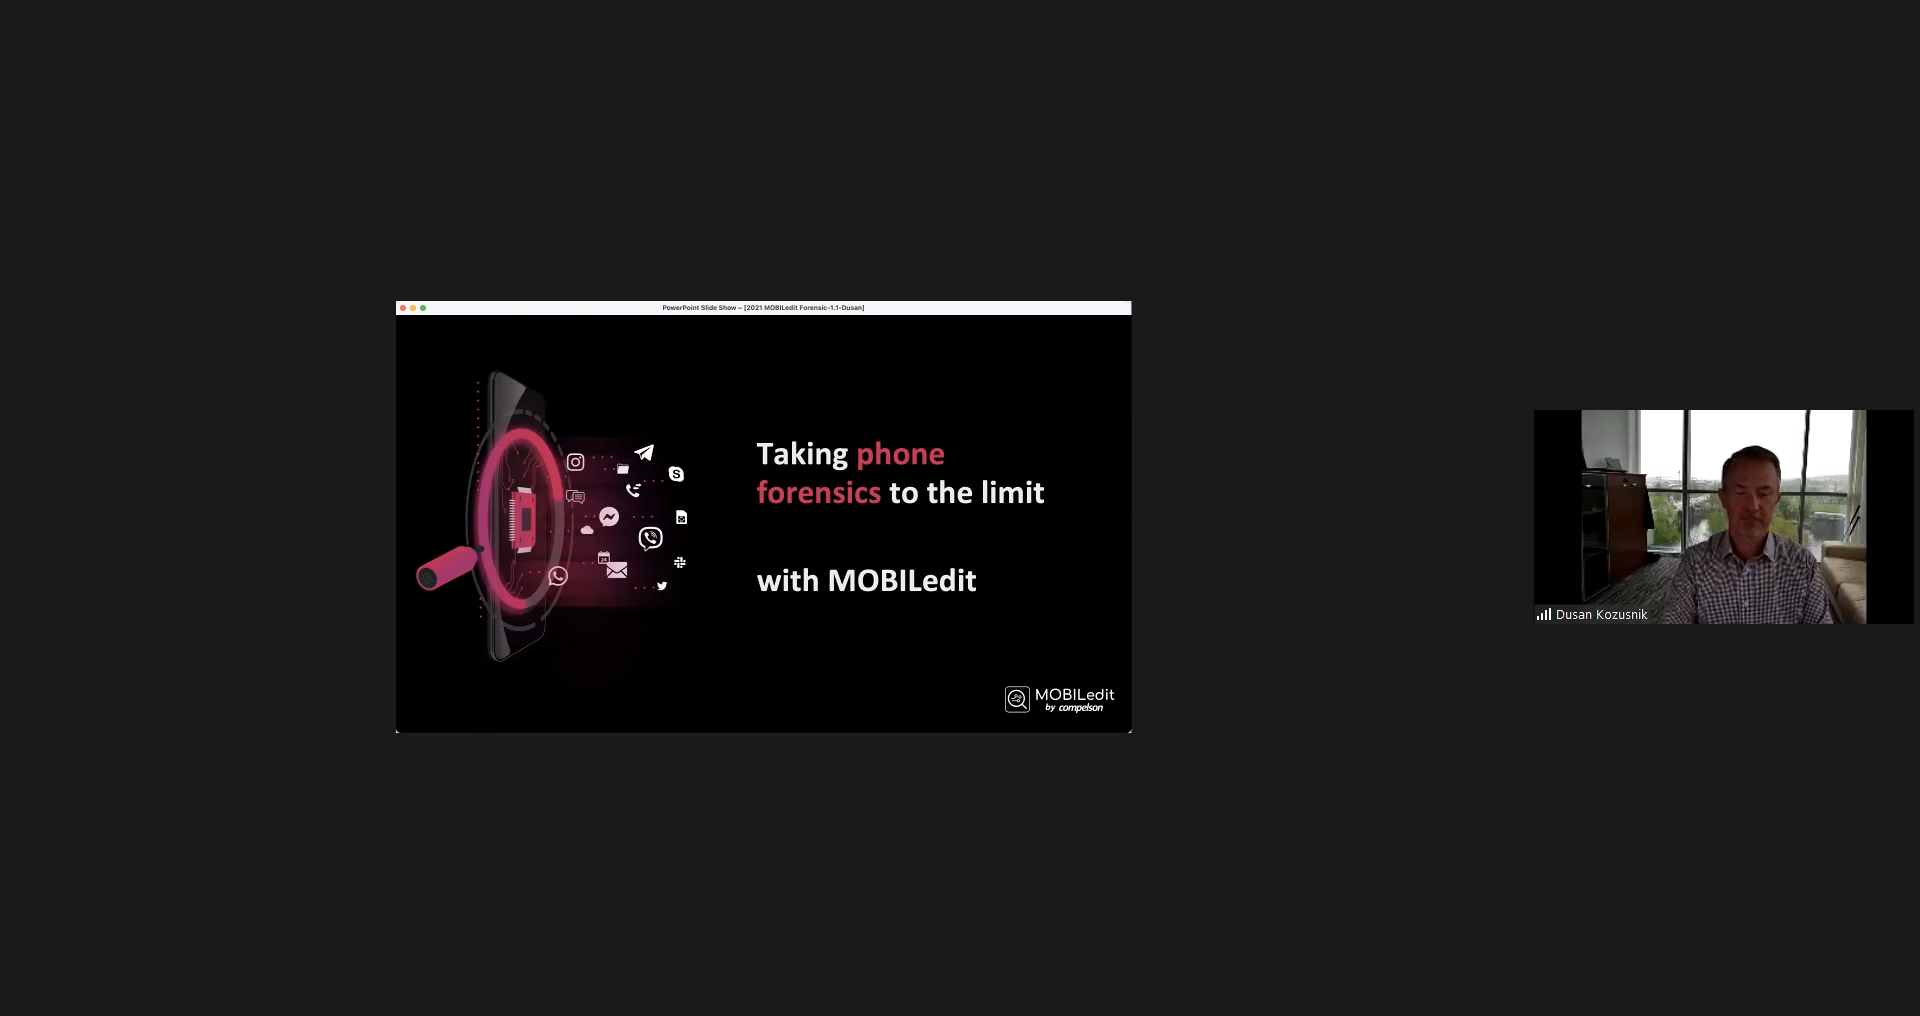 PowerPoint Slide Show – [2021 MOBILedit Forensic-1.1-Dusan]
Taking phone
forensics to the limit
with MOBILedit
24
MOBILedit
by compelson
Dusan Kozusnik